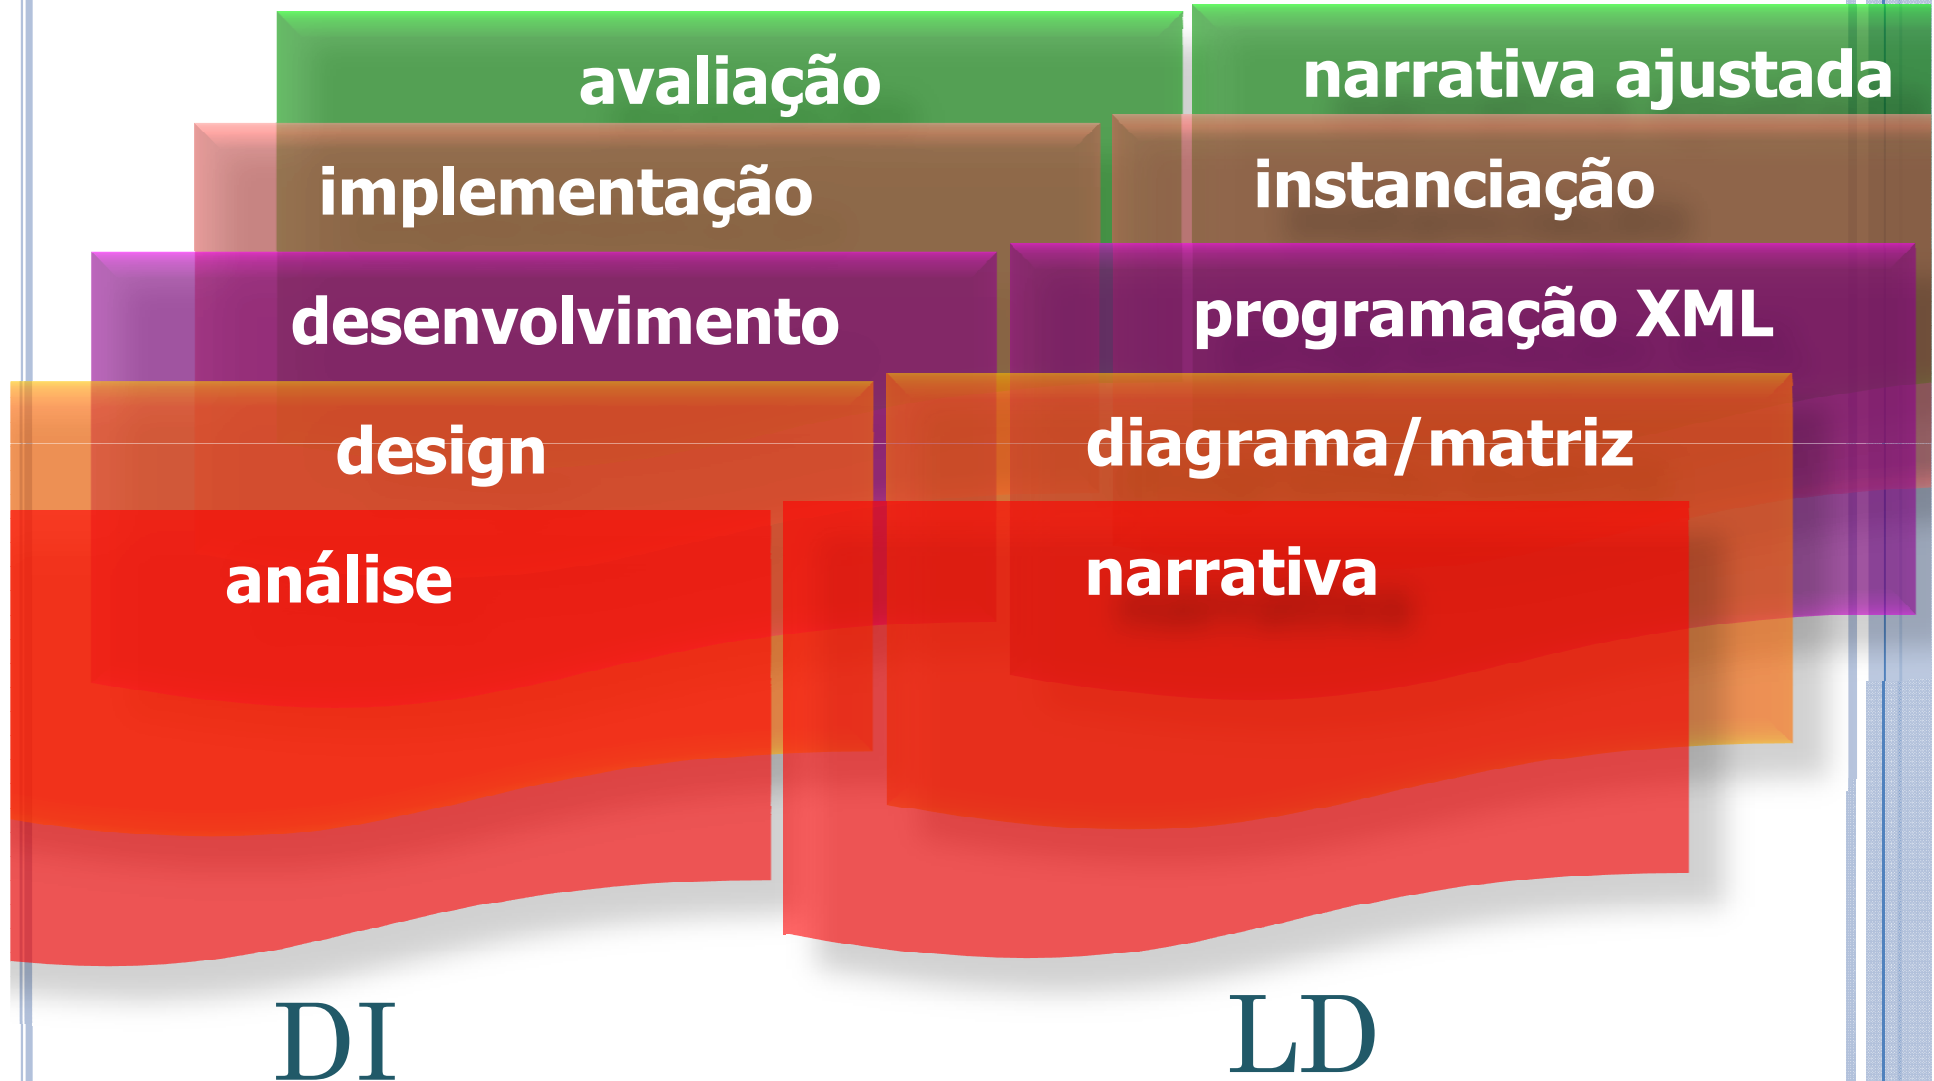 avaliação
narrativa ajustada
implementação
instanciação
desenvolvimento
programação XML
design
diagrama/matriz
análise
narrativa
DI
LD